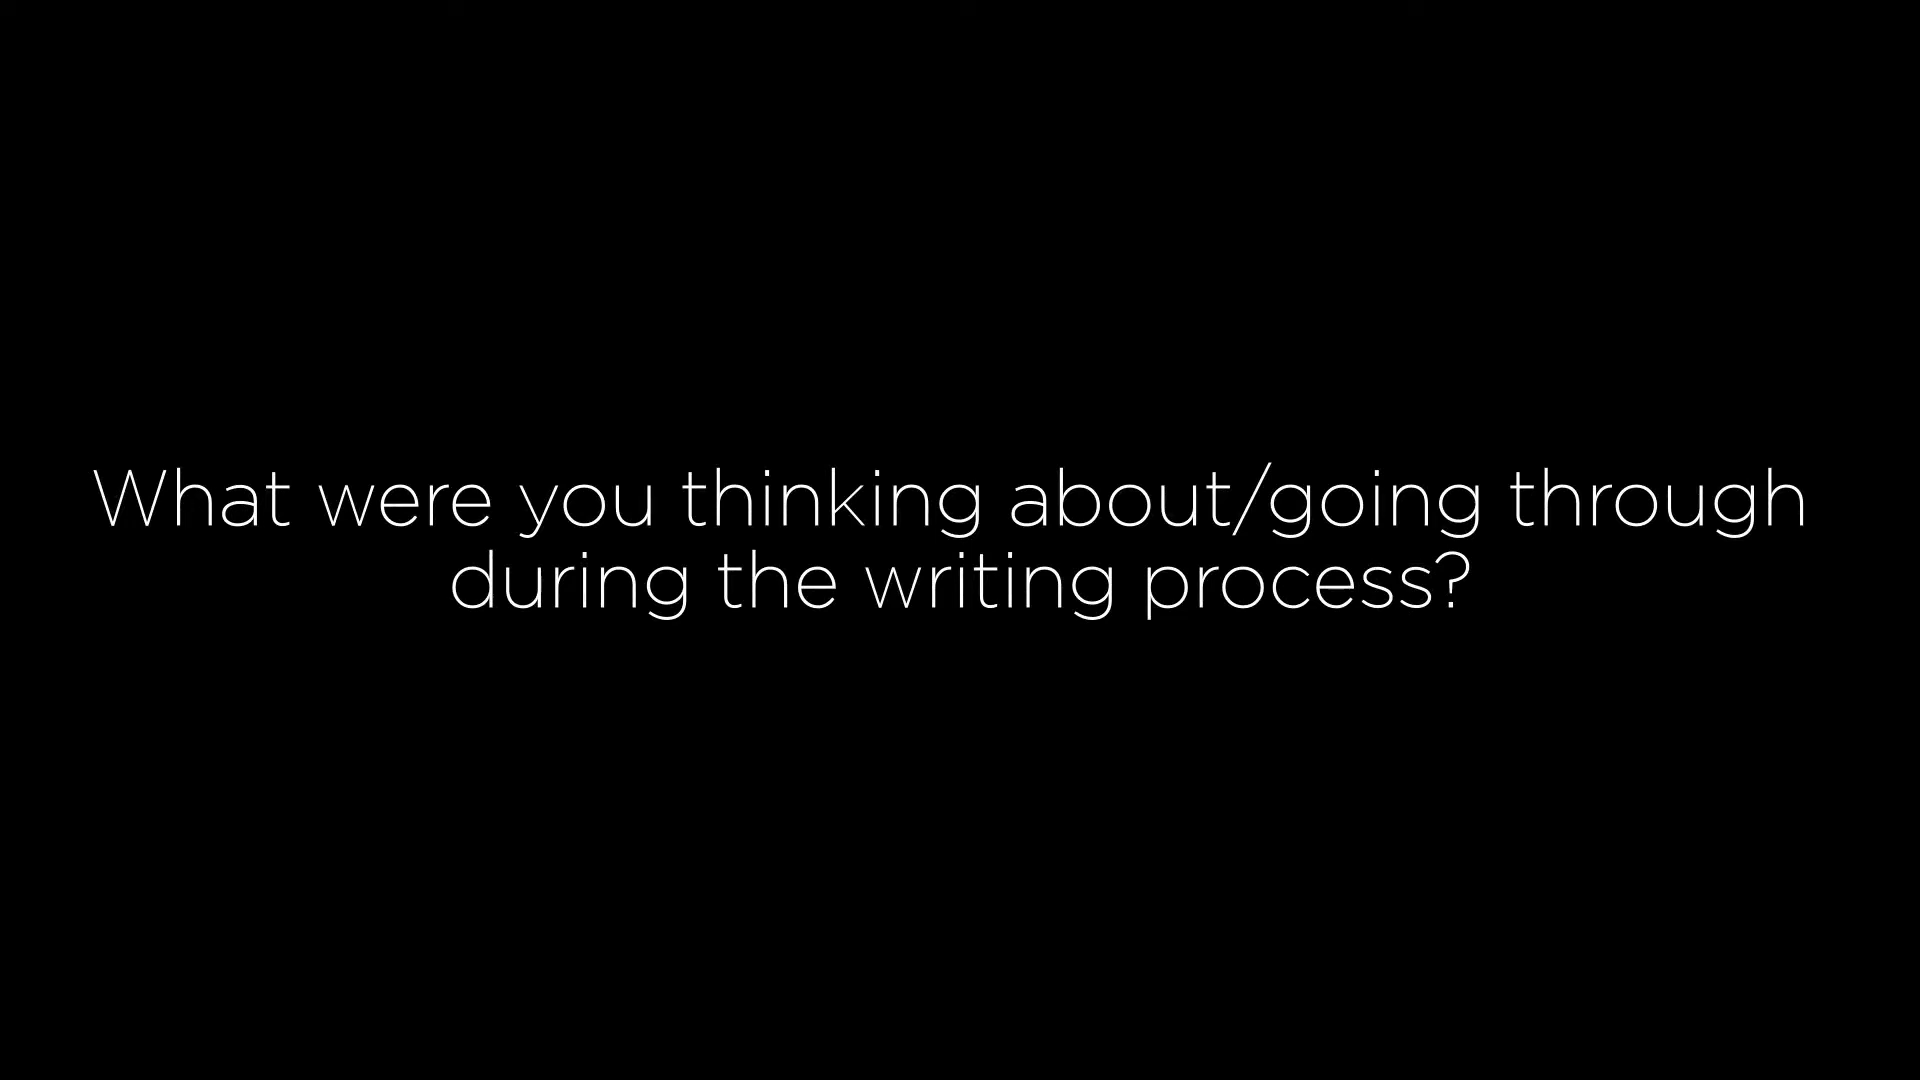 What were you thinking about/going through
during the writing process?